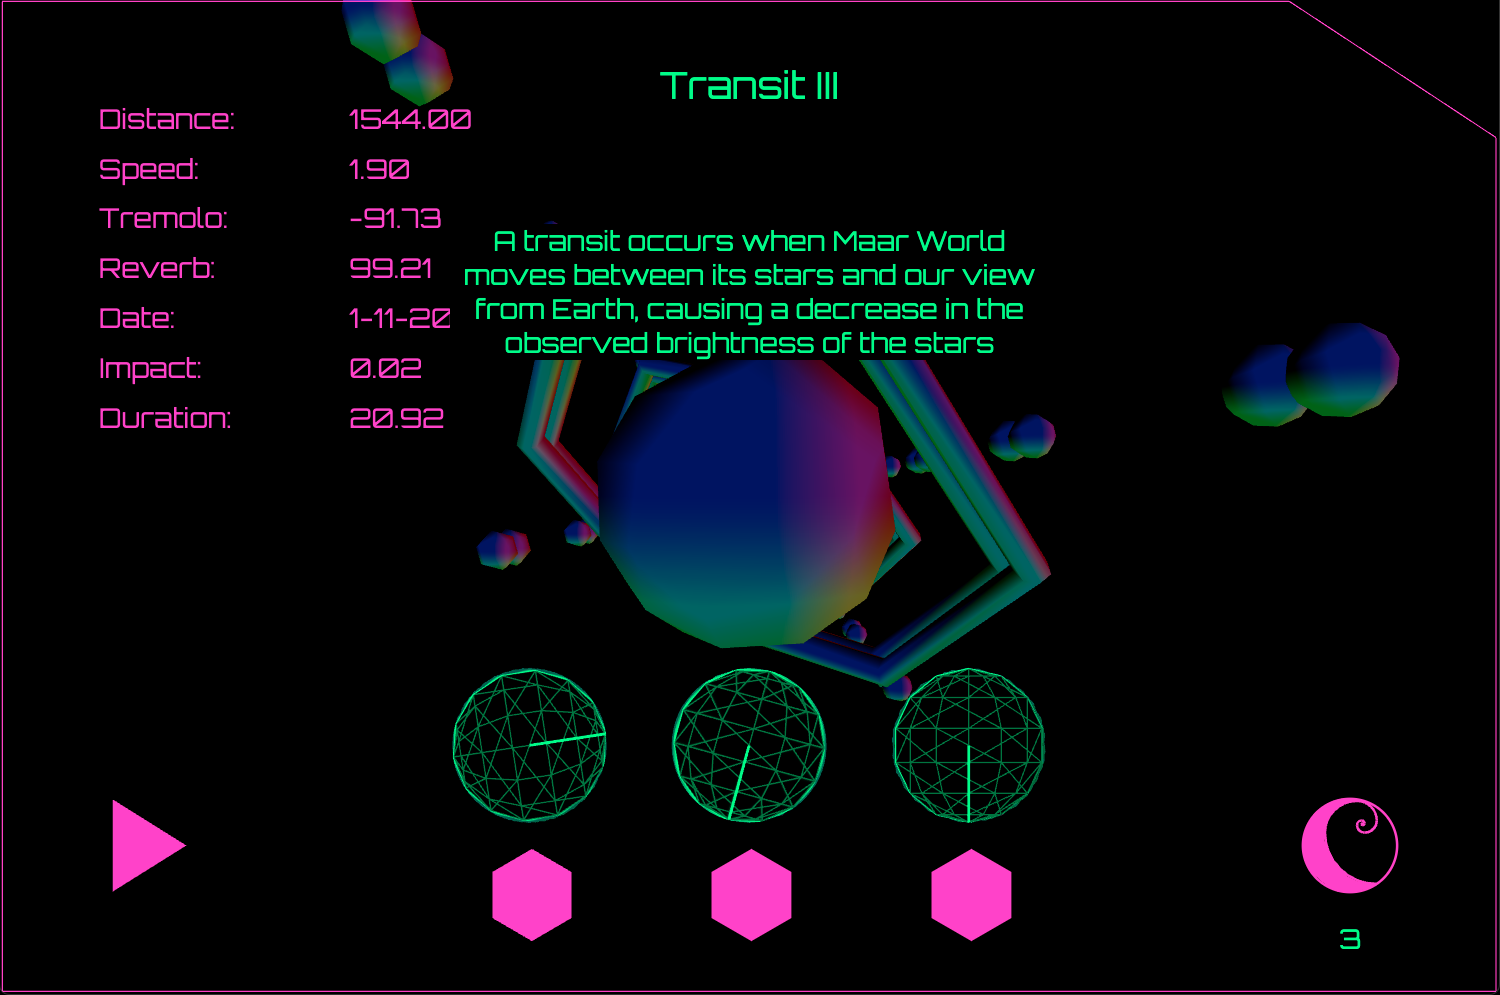 Transit III
Distance: 1544.00
Speed: 1.90
Tremolo: -91.73
Reverb: 99.21
Date: 1-11-20
Impact: 0.02
Duration: 20.92
A transit occurs when Maar World
moves between its stars and our view
from Earth, causing a decrease in the
observed brightness of the stars
3